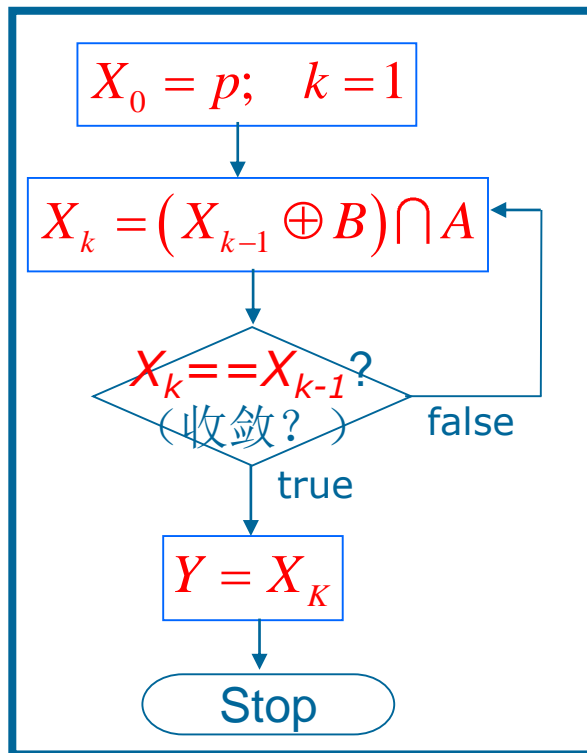 X₀ = p;  k = 1
Xₖ = (Xₖ₋₁ ⊕ B) ∩ A
Xₖ==Xₖ₋₁?
(收敛?)
false
true
Y = X_K
Stop